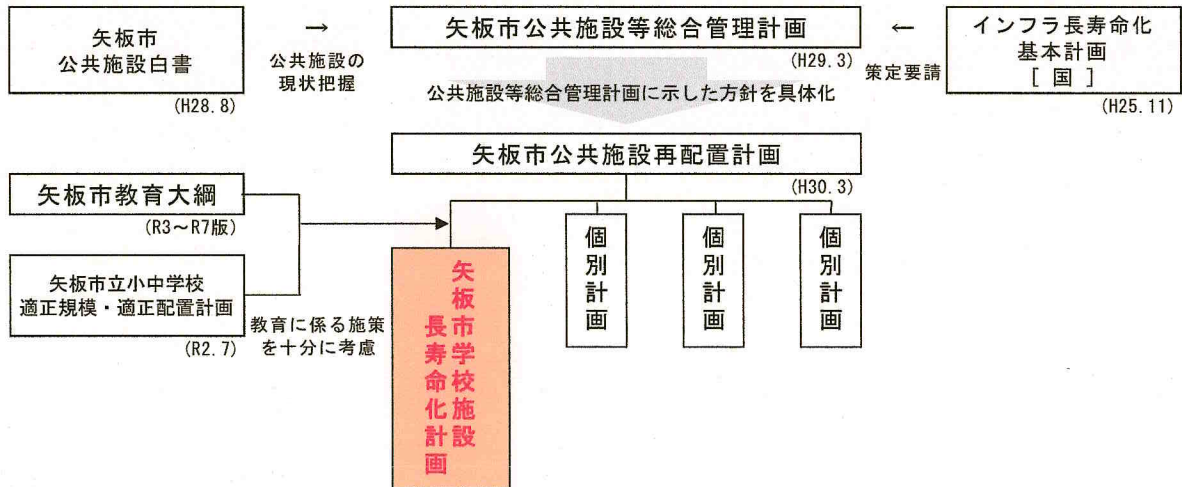 矢板市
公共施設白書
(H28.8)
→
公共施設の
現状把握
矢板市公共施設等総合管理計画
(H29.3)
←
策定要請
インフラ長寿命化
基本計画
[ 国 ]
(H25.11)
公共施設等総合管理計画に示した方針を具体化
矢板市公共施設再配置計画
(H30.3)
矢板市教育大綱
(R3～R7版)
矢板市立小中学校
適正規模・適正配置計画
(R2.7)
教育に係る施策
を十分に考慮
矢板市学校施設
長寿命化計画
個別計画
個別計画
個別計画